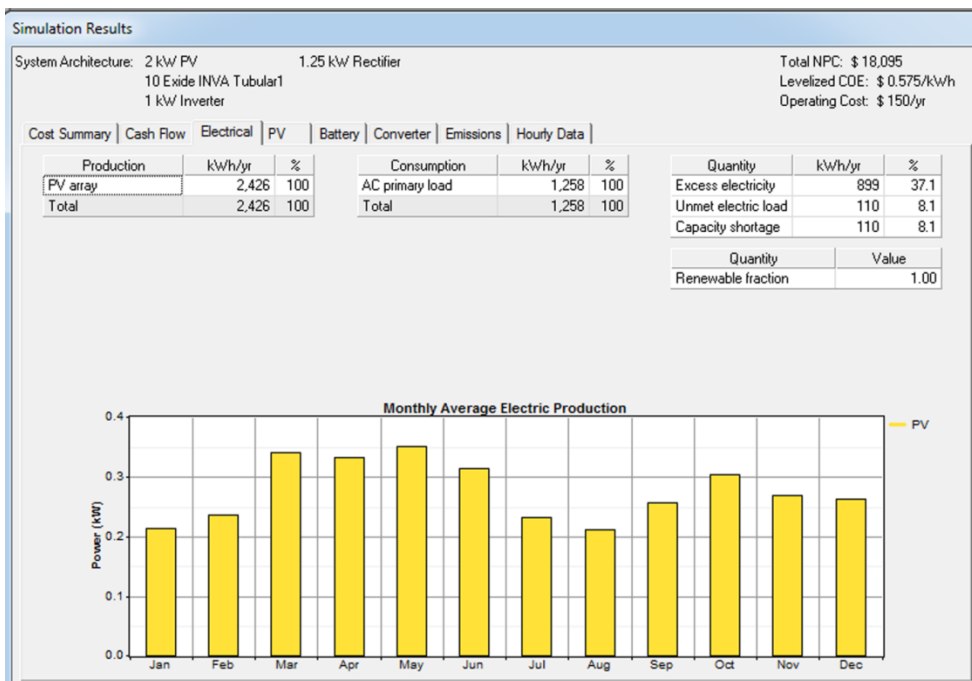 Simulation Results
System Architecture: 2 kW PV 1.25 kW Rectifier Total NPC: $ 18,095
10 Exide INVA Tubular1 Levelized COE: $ 0.575/kWh
1 kW Inverter Operating Cost: $ 150/yr
Cost Summary Cash Flow Electrical PV Battery Converter Emissions Hourly Data
Production kWh/yr % Consumption kWh/yr % Quantity kWh/yr %
PV array 2,426 100 AC primary load 1,258 100 Excess electricity 899 37.1
Total 2,426 100 Total 1,258 100 Unmet electric load 110 8.1
Capacity shortage 110 8.1
Quantity Value
Renewable fraction 1.00
Monthly Average Electric Production
Power (kW)
0.4
0.3
0.2
0.1
0.0
Jan Feb Mar Apr May Jun Jul Aug Sep Oct Nov Dec
PV